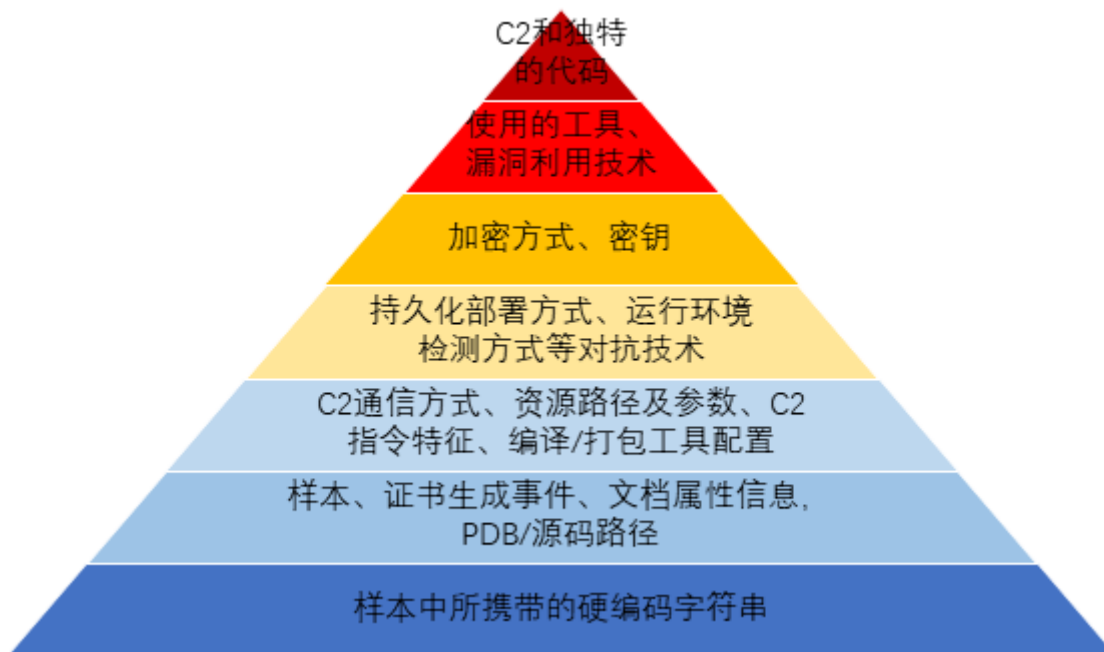 C2和独特
的代码
使用的工具、
漏洞利用技术
加密方式、密钥
持久化部署方式、运行环境
检测方式等对抗技术
C2通信方式、资源路径及参数、C2
指令特征、编译/打包工具配置
样本、证书生成事件、文档属性信息,
PDB/源码路径
样本中所携带的硬编码字符串